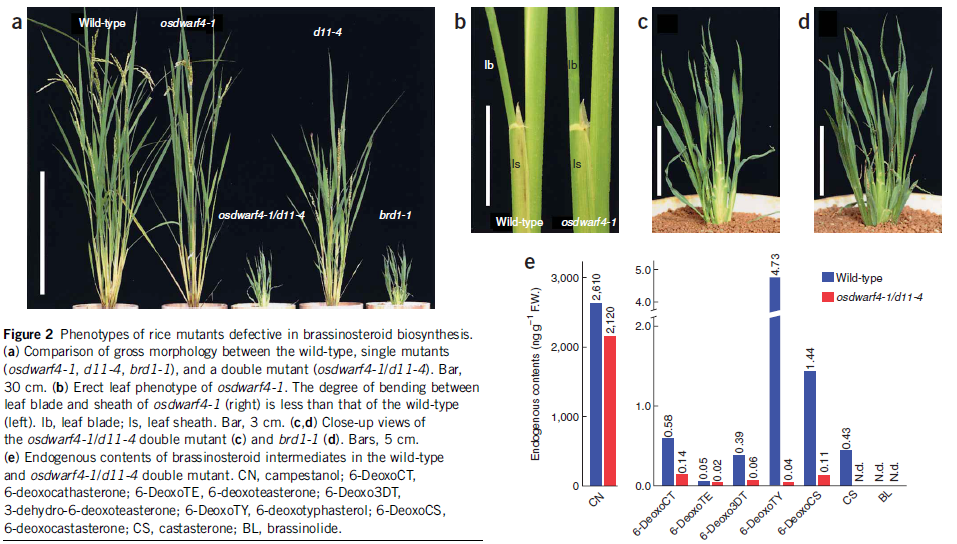 a
Wild-type
osdwarf4-1
d11-4
osdwarf4-1/d11-4
brd1-1
b
lb
lb
ls
ls
Wild-type
osdwarf4-1
c
d
Figure 2 Phenotypes of rice mutants defective in brassinosteroid biosynthesis.
(a) Comparison of gross morphology between the wild-type, single mutants
(osdwarf4-1, d11-4, brd1-1), and a double mutant (osdwarf4-1/d11-4). Bar,
30 cm. (b) Erect leaf phenotype of osdwarf4-1. The degree of bending between
leaf blade and sheath of osdwarf4-1 (right) is less than that of the wild-type
(left). lb, leaf blade; ls, leaf sheath. Bar, 3 cm. (c,d) Close-up views of
the osdwarf4-1/d11-4 double mutant (c) and brd1-1 (d). Bars, 5 cm.
(e) Endogenous contents of brassinosteroid intermediates in the wild-type
and osdwarf4-1/d11-4 double mutant. CN, campestanol; 6-DeoxoCT,
6-deoxocathasterone; 6-DeoxoTE, 6-deoxoteasterone; 6-Deoxo3DT,
3-dehydro-6-deoxoteasterone; 6-DeoxoTY, 6-deoxotyphasterol; 6-DeoxoCS,
6-deoxocastasterone; CS, castasterone; BL, brassinolide.
e
Endogenous contents (ng g−1 F.W.)
3,000
2,000
1,000
0
2,610
2,120
CN
5.0
4.0
2.0
1.0
0.0
0.58
0.14
0.05
0.02
0.39
0.06
4.73
0.04
1.44
0.11
0.43
N.d.
N.d.
N.d.
6-DeoxoCT
6-DeoxoTE
6-Deoxo3DT
6-DeoxoTY
6-DeoxoCS
CS
BL
Wild-type
osdwarf4-1/d11-4